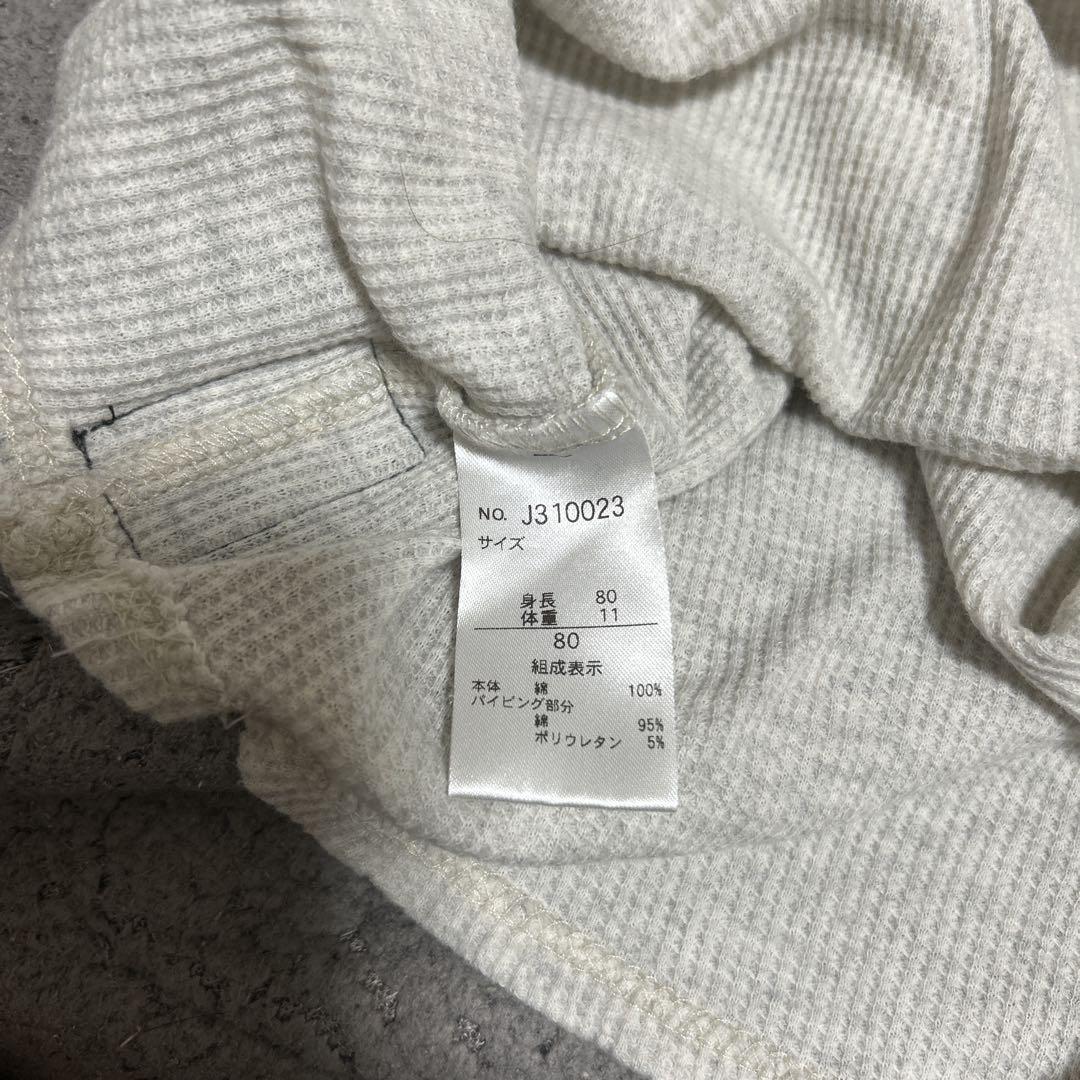 NO. J310023
サイズ
身長 80
体重 11
80
組成表示
本体 綿 100%
パイピング部分
綿 95%
ポリウレタン 5%